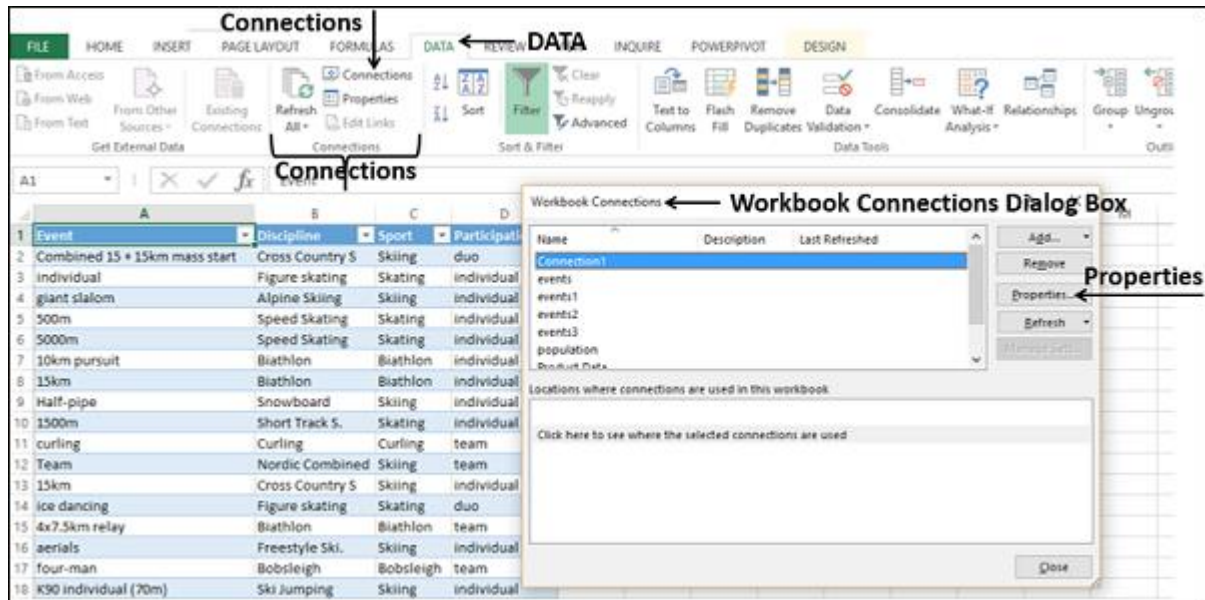 Connections
FILE HOME INSERT PAGE LAYOUT FORMULAS DATA REVIEW DATA INQUIRE POWERPIVOT DESIGN
From Access
From Web
From Text
From Other Sources
Existing Connections
Get External Data
Refresh All
Connections
Properties
Edit Links
Connections
Sort
Filter
Clear
Reapply
Advanced
Sort & Filter
Text to Columns
Flash Fill
Remove Duplicates
Data Validation
Consolidate
What-If Analysis
Relationships
Data Tools
Group
Connections
A1 fx Event
A B C D
1 Event Discipline Sport
2 Combined 15 + 15km mass start Cross Country S Skiing duo
3 individual Figure skating Skating individual
4 giant slalom Alpine Skiing Skiing individual
5 500m Speed Skating Skating individual
6 5000m Speed Skating Skating individual
7 10km pursuit Biathlon Biathlon individual
8 15km Biathlon Biathlon individual
9 Half-pipe Snowboard Skiing individual
10 1500m Short Track S. Skating individual
11 curling Curling Curling team
12 Team Nordic Combined Skiing team
13 15km Cross Country S Skiing individual
14 ice dancing Figure skating Skating duo
15 4x7.5km relay Biathlon Biathlon team
16 aerials Freestyle Ski. Skiing individual
17 four-man Bobsleigh Bobsleigh team
18 K90 individual (70m) Ski Jumping Skiing individual
Workbook Connections Workbook Connections Dialog Box
Name Description Last Refreshed
Connection1
events
events1
events2
events3
population
Product Data
Add...
Remove
Properties... Properties
Refresh
Locations where connections are used in this workbook
Click here to see where the selected connections are used
Close